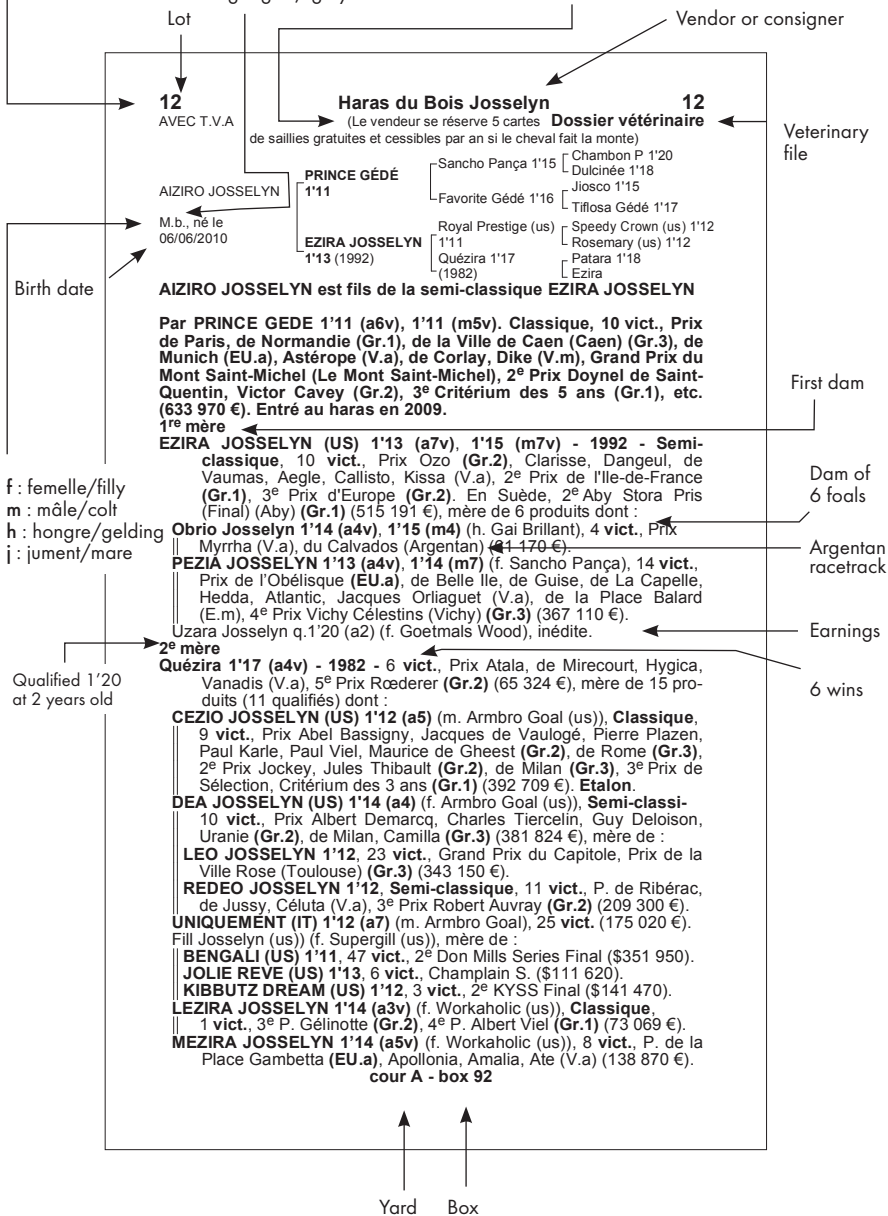 Lot
Vendor or consigner
12
AVEC T.V.A
Haras du Bois Josselyn
12
(Le vendeur se réserve 5 cartes Dossier vétérinaire
de saillies gratuites et cessibles par an si le cheval fait la monte)
Veterinary
file
AIZIRO JOSSELYN
M.b., né le
06/06/2010
PRINCE GÉDÉ
1'11
EZIRA JOSSELYN
1'13 (1992)
Sancho Pança 1'15
Favorite Gédé 1'16
Royal Prestige (us)
1'11
Quézira 1'17
(1982)
Chambon P 1'20
Dulcinée 1'18
Jiosco 1'15
Tiflosa Gédé 1'17
Speedy Crown (us) 1'12
Rosemary (us) 1'12
Patara 1'18
Ezira
Birth date
AIZIRO JOSSELYN est fils de la semi-classique EZIRA JOSSELYN
Par PRINCE GEDE 1’11 (a6v), 1’11 (m5v). Classique, 10 vict., Prix
de Paris, de Normandie (Gr.1), de la Ville de Caen (Caen) (Gr.3), de
Munich (EU.a), Astérope (V.a), de Corlay, Dike (V.m), Grand Prix du
Mont Saint-Michel (Le Mont Saint-Michel), 2e Prix Doynel de Saint-
Quentin, Victor Cavey (Gr.2), 3e Critérium des 5 ans (Gr.1), etc.
(633 970 €). Entré au haras en 2009.
First dam
1re mère
EZIRA JOSSELYN (US) 1'13 (a7v), 1'15 (m7v) - 1992 - Semi-
classique, 10 vict., Prix Ozo (Gr.2), Clarisse, Dangeul, de
Vaumas, Aegle, Callisto, Kissa (V.a), 2e Prix de l'Ile-de-France
(Gr.1), 3e Prix d'Europe (Gr.2). En Suède, 2e Aby Stora Pris
(Final) (Aby) (Gr.1) (515 191 €), mère de 6 produits dont :
f : femelle/filly
m : mâle/colt
h : hongre/gelding
j : jument/mare
Dam of
6 foals
Obrio Josselyn 1'14 (a4v), 1'15 (m4) (h. Gai Brillant), 4 vict., Prix
Myrrha (V.a), du Calvados (Argentan) (31 170 €).
Argentan
racetrack
PEZIA JOSSELYN 1'13 (a4v), 1'14 (m7) (f. Sancho Pança), 14 vict.,
Prix de l’Obélisque (EU.a), de Belle Ile, de Guise, de La Capelle,
Hedda, Atlantic, Jacques Orliaguet (V.a), de la Place Balard
(E.m), 4e Prix Vichy Célestins (Vichy) (Gr.3) (367 110 €).
Uzara Josselyn q.1'20 (a2) (f. Goetmals Wood), inédite.
Earnings
2e mère
Quézira 1'17 (a4v) - 1982 - 6 vict., Prix Atala, de Mirecourt, Hygica,
Vanadis (V.a), 5e Prix Rœderer (Gr.2) (65 324 €), mère de 15 pro-
duits (11 qualifiés) dont :
Qualified 1’20
at 2 years old
6 wins
CEZIO JOSSELYN (US) 1'12 (a5) (m. Armbro Goal (us)), Classique,
9 vict., Prix Abel Bassigny, Jacques de Vaulogé, Pierre Plazen,
Paul Karle, Paul Viel, Maurice de Gheest (Gr.2), de Rome (Gr.3),
2e Prix Jockey, Jules Thibault (Gr.2), de Milan (Gr.3), 3e Prix de
Sélection, Critérium des 3 ans (Gr.1) (392 709 €). Etalon.
DEA JOSSELYN (US) 1'14 (a4) (f. Armbro Goal (us)), Semi-classi-
10 vict., Prix Albert Demarcq, Charles Tiercelin, Guy Deloison,
Uranie (Gr.2), de Milan, Camilla (Gr.3) (381 824 €), mère de :
LEO JOSSELYN 1'12, 23 vict., Grand Prix du Capitole, Prix de la
Ville Rose (Toulouse) (Gr.3) (343 150 €).
REDEO JOSSELYN 1'12, Semi-classique, 11 vict., P. de Ribérac,
de Jussy, Céluta (V.a), 3e Prix Robert Auvray (Gr.2) (209 300 €).
UNIQUEMENT (IT) 1'12 (a7) (m. Armbro Goal), 25 vict. (175 020 €).
Fill Josselyn (us)) (f. Supergill (us)), mère de :
BENGALI (US) 1'11, 47 vict., 2e Don Mills Series Final ($351 950).
JOLIE REVE (US) 1'13, 6 vict., Champlain S. ($111 620).
KIBBUTZ DREAM (US) 1’12, 3 vict., 2e KYSS Final ($141 470).
LEZIRA JOSSELYN 1'14 (a3v) (f. Workaholic (us)), Classique,
1 vict., 3e P. Gélinotte (Gr.2), 4e P. Albert Viel (Gr.1) (73 069 €).
MEZIRA JOSSELYN 1’14 (a5v) (f. Workaholic (us)), 8 vict., P. de la
Place Gambetta (EU.a), Apollonia, Amalia, Ate (V.a) (138 870 €).
cour A - box 92
Yard Box